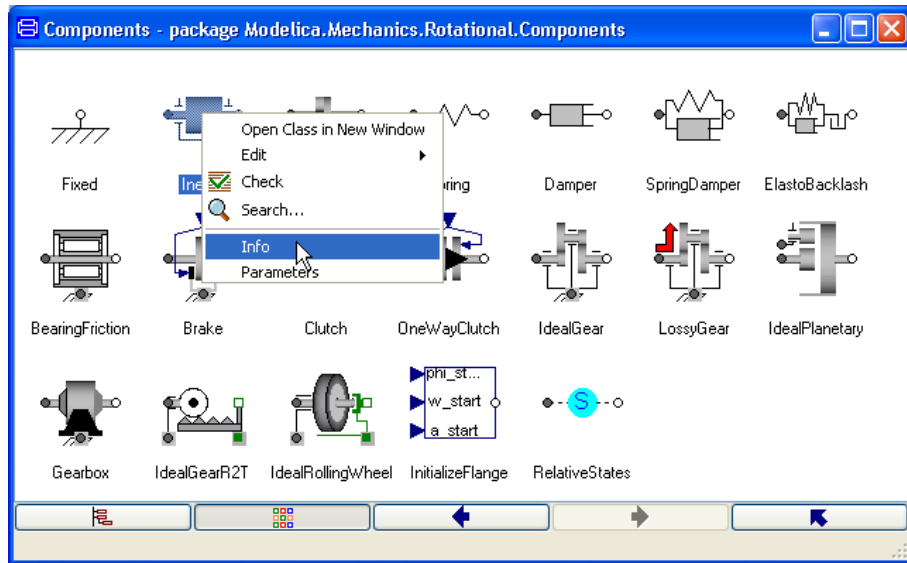 Components - package Modelica.Mechanics.Rotational.Components
Open Class in New Window
Edit
Check
Search...
Info
Parameters
Fixed Ine ring Damper SpringDamper ElastoBacklash
BearingFriction Brake Clutch OneWayClutch IdealGear LossyGear IdealPlanetary
phi_st...
w_start
a_start
S
Gearbox IdealGearR2T IdealRollingWheel InitializeFlange RelativeStates